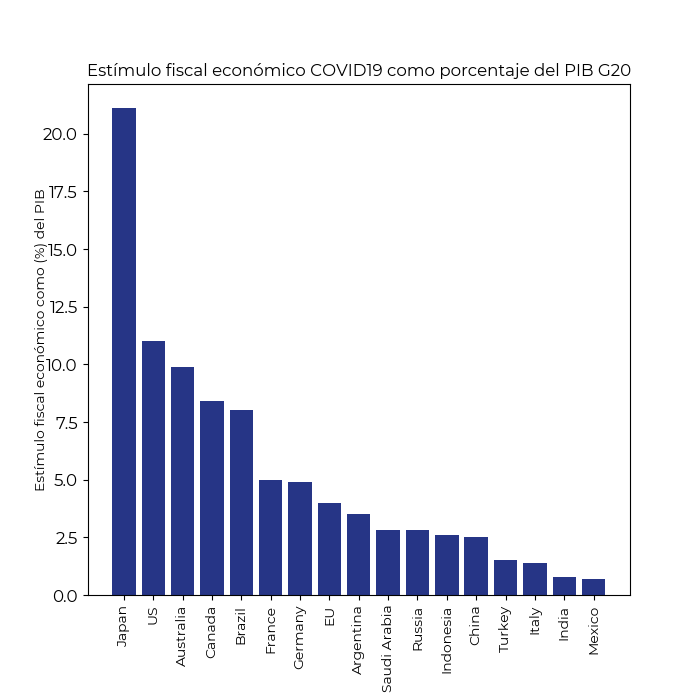 Estímulo fiscal económico COVID19 como porcentaje del PIB G20
Estímulo fiscal económico como (%) del PIB
20.0
17.5
15.0
12.5
10.0
7.5
5.0
2.5
0.0
Japan
US
Australia
Canada
Brazil
France
Germany
EU
Argentina
Saudi Arabia
Russia
Indonesia
China
Turkey
Italy
India
Mexico